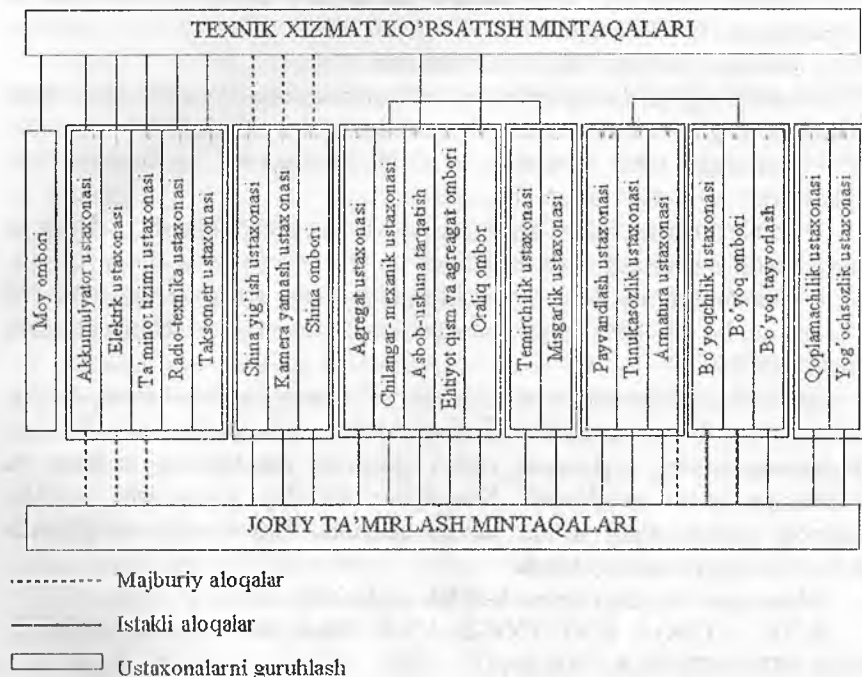 TEXNIK XIZMAT KO'RSATISH MINTAQALARI
Moy ombori
Akkumulyator ustaxonasi
Elektrk ustaxonasi
Ta'minot tizimi ustaxonasi
Radio-texnika ustaxonasi
Taksometr ustaxonasi
Shina yig'ish ustaxonasi
Kamera yamash ustaxonasi
Shina ombori
Agregat ustaxonasi
Chilangar-mexanik ustaxonasi
Asbob-uskuna tarqatish
Ehtiyot qism va agreagat ombori
Oraliq ombor
Temirchilik ustaxonasi
Misgarlik ustaxonasi
Payvandlash ustaxonasi
Tunukasozlik ustaxonasi
Armatura ustaxonasi
Bo'yoqchilik ustaxonasi
Bo'yoq ombori
Bo'yoq tayyorlash
Qoplamachilik ustaxonasi
Yog'ochsozlik ustaxonasi
JORIY TA'MIRLASH MINTAQALARI
Majburiy aloqalar
Istakli aloqalar
Ustaxonalarni guruhlash